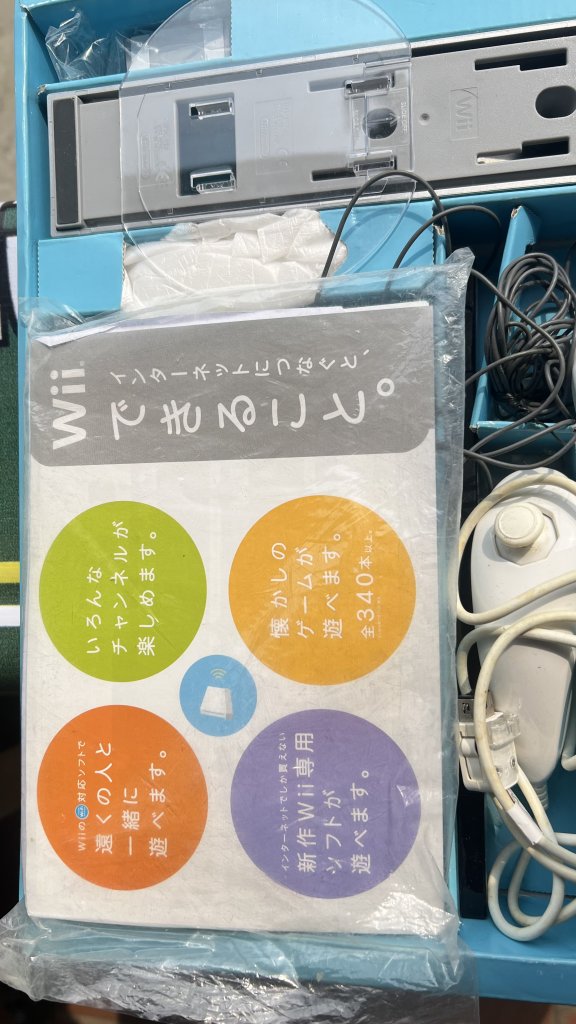 Wii
Wii
インターネットにつなぐと、
できること。
いろんな
チャンネルが
楽しめます。
懐かしの
ゲームが
遊べます。
全340本以上。
Wiiの対応ソフトで
遠くの人と
一緒に
遊べます。
インターネットでしか買えない
新作Wii専用
ソフトが
遊べます。